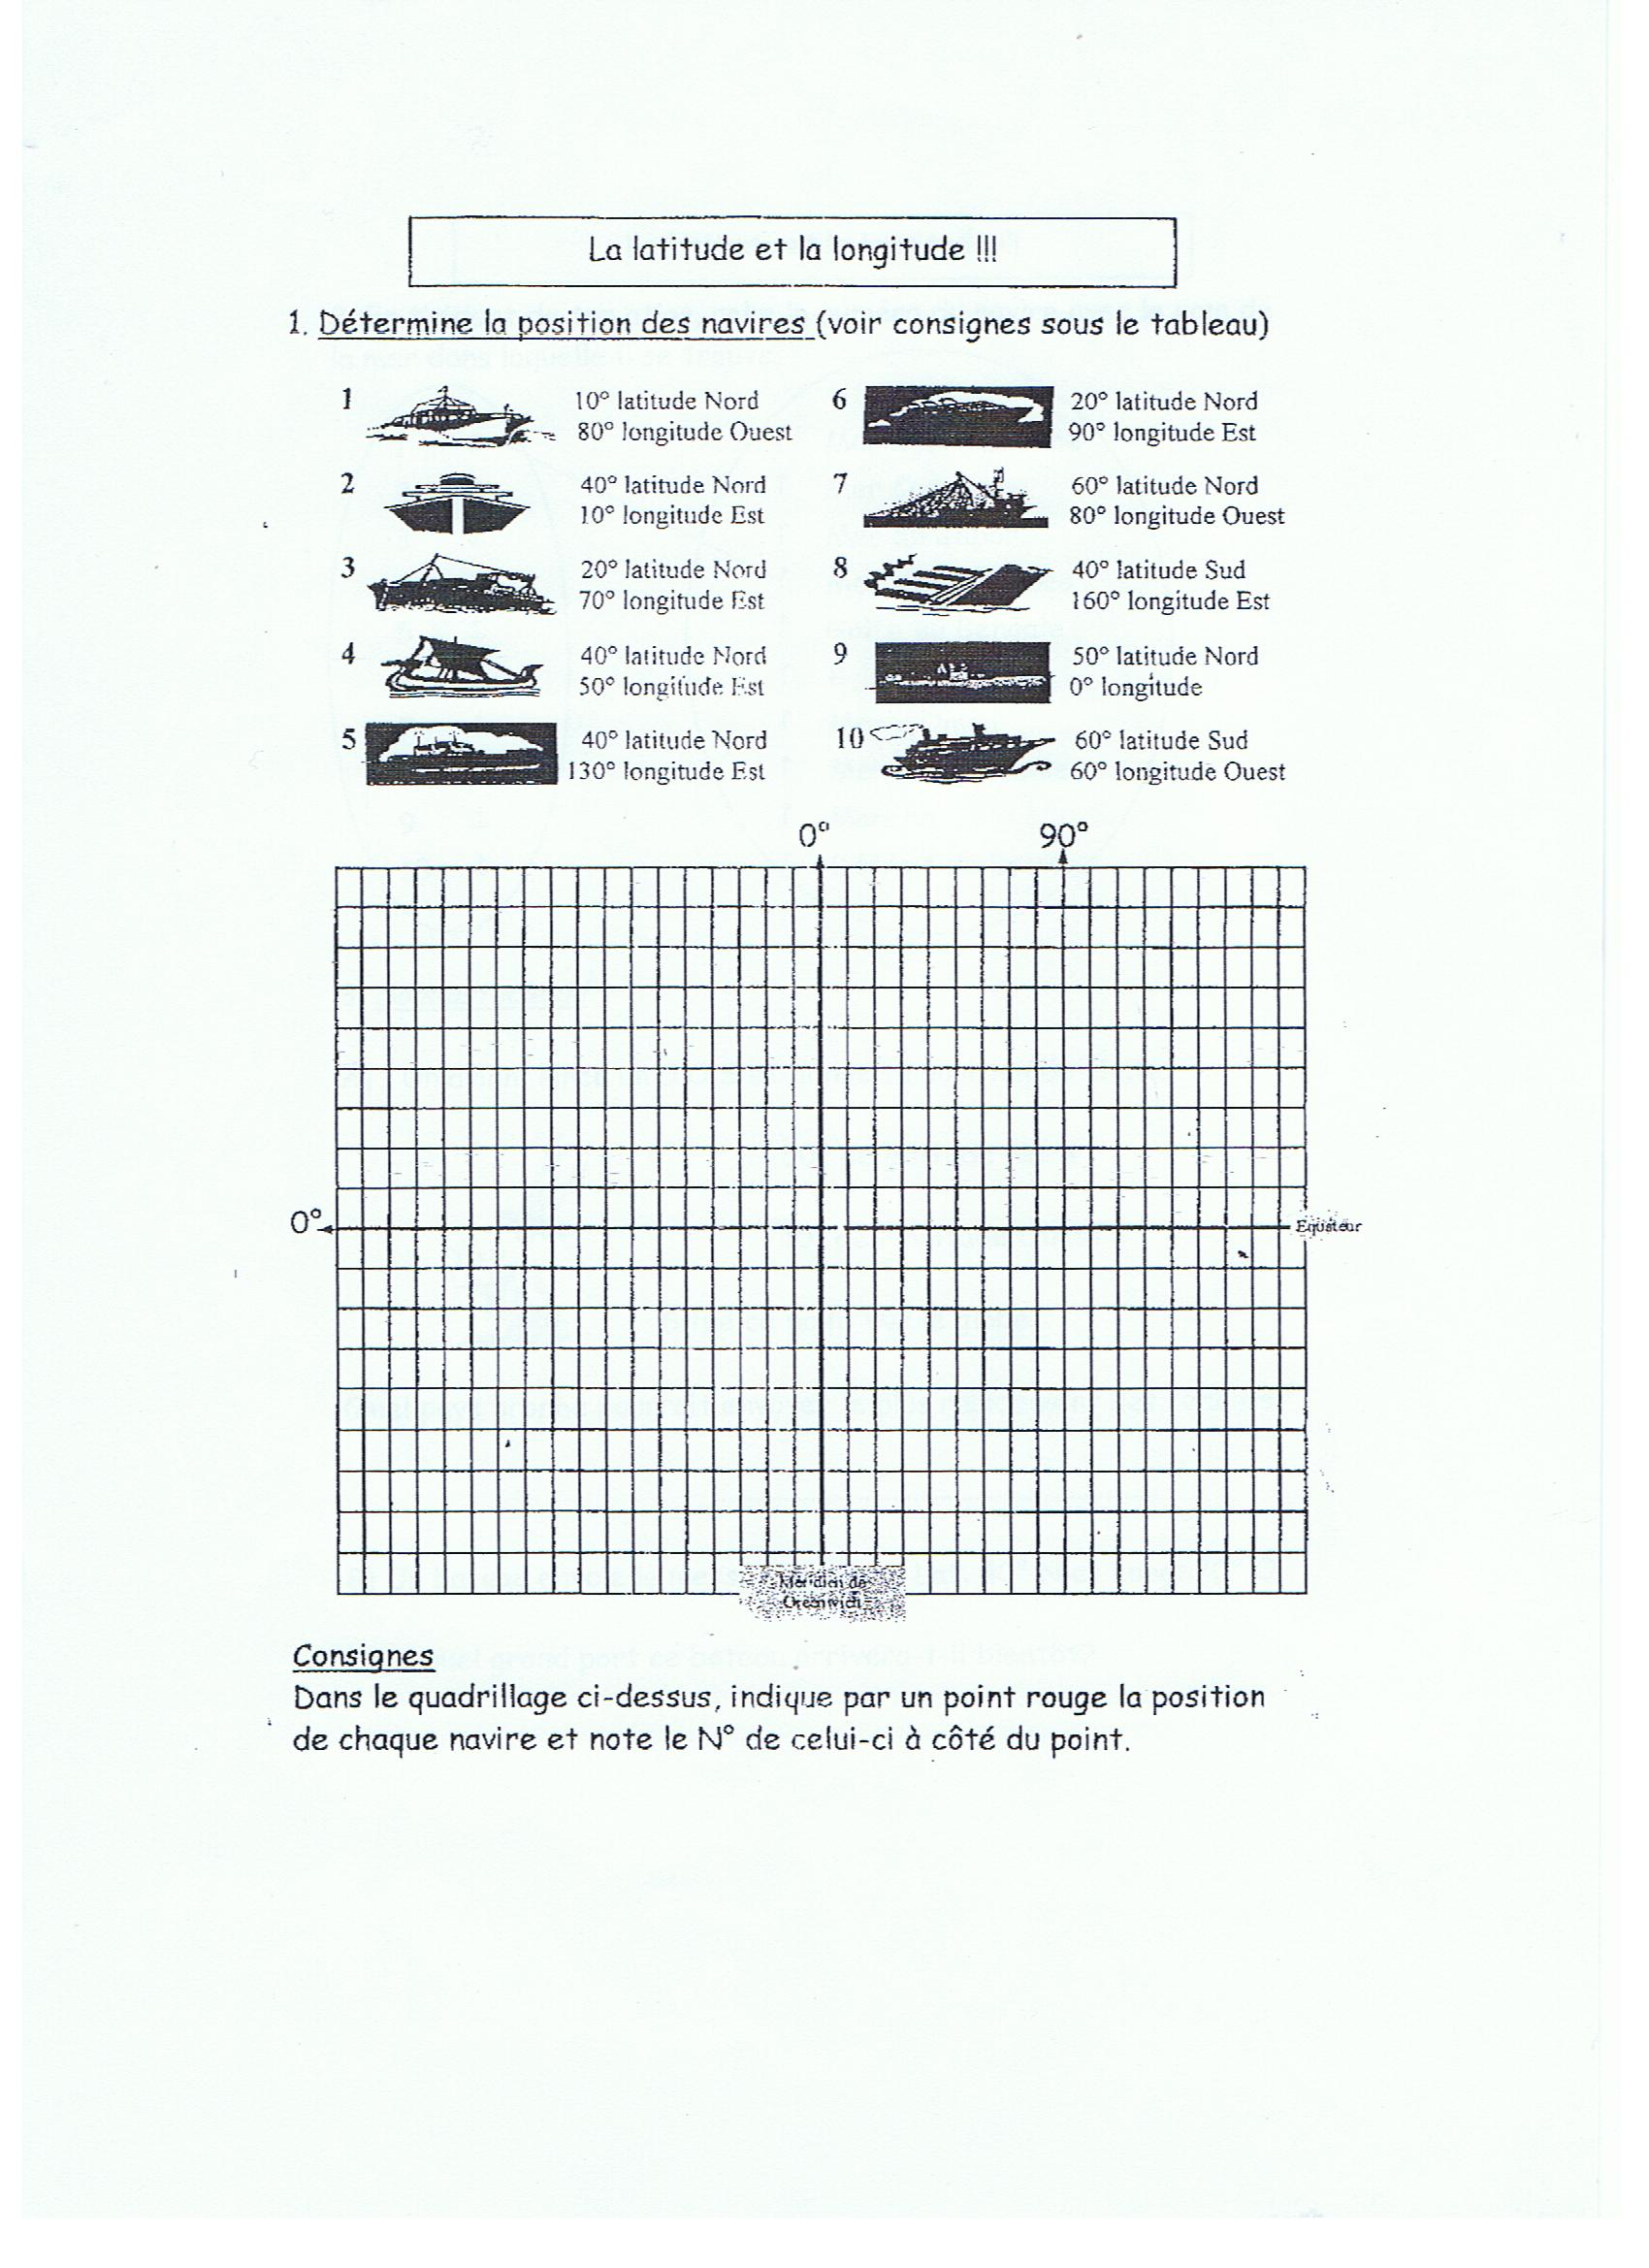 La latitude et la longitude !!!
1. Détermine la position des navires (voir consignes sous le tableau)
1
10° latitude Nord
80° longitude Ouest
2
40° latitude Nord
10° longitude Est
3
20° latitude Nord
70° longitude Est
4
40° latitude Nord
50° longitude Est
5
40° latitude Nord
130° longitude Est
6
20° latitude Nord
90° longitude Est
7
60° latitude Nord
80° longitude Ouest
8
40° latitude Sud
160° longitude Est
9
50° latitude Nord
0° longitude
10
60° latitude Sud
60° longitude Ouest
0° 90°
0°
Equateur
Méridien de
Greenwich
Consignes
Dans le quadrillage ci-dessus, indique par un point rouge la position
de chaque navire et note le N° de celui-ci à côté du point.